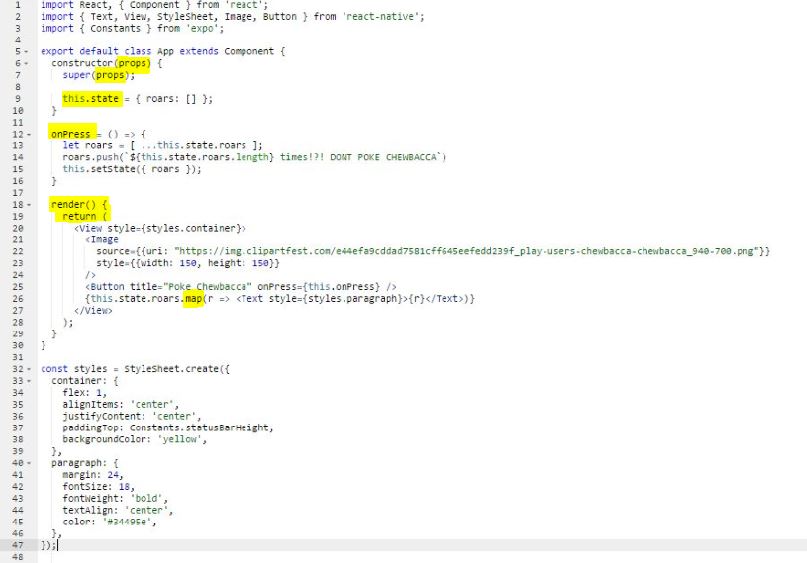 1 import React, { Component } from 'react';
2 import { Text, View, StyleSheet, Image, Button } from 'react-native';
3 import { Constants } from 'expo';
4
5 export default class App extends Component {
6 constructor(props) {
7 super(props);
8
9 this.state = { roars: [] };
10 }
11
12 onPress = () => {
13 let roars = [ ...this.state.roars ];
14 roars.push(`${this.state.roars.length} times!?! DONT POKE CHEWBACCA`)
15 this.setState({ roars });
16 }
17
18 render() {
19 return (
20 <View style={styles.container}>
21 <Image
22 source={{uri: "https://img.clipartfest.com/e44efa9cddad7581cff645eefedd239f_play-users-chewbacca-chewbacca_940-700.png"}}
23 style={{width: 150, height: 150}}
24 />
25 <Button title="Poke Chewbacca" onPress={this.onPress} />
26 {this.state.roars.map(r => <Text style={styles.paragraph}>{r}</Text>)}
27 </View>
28 );
29 }
30 }
31
32 const styles = StyleSheet.create({
33 container: {
34 flex: 1,
35 alignItems: 'center',
36 justifyContent: 'center',
37 paddingTop: Constants.statusBarHeight,
38 backgroundColor: 'yellow',
39 },
40 paragraph: {
41 margin: 24,
42 fontSize: 18,
43 fontWeight: 'bold',
44 textAlign: 'center',
45 color: '#34495e',
46 },
47 });
48